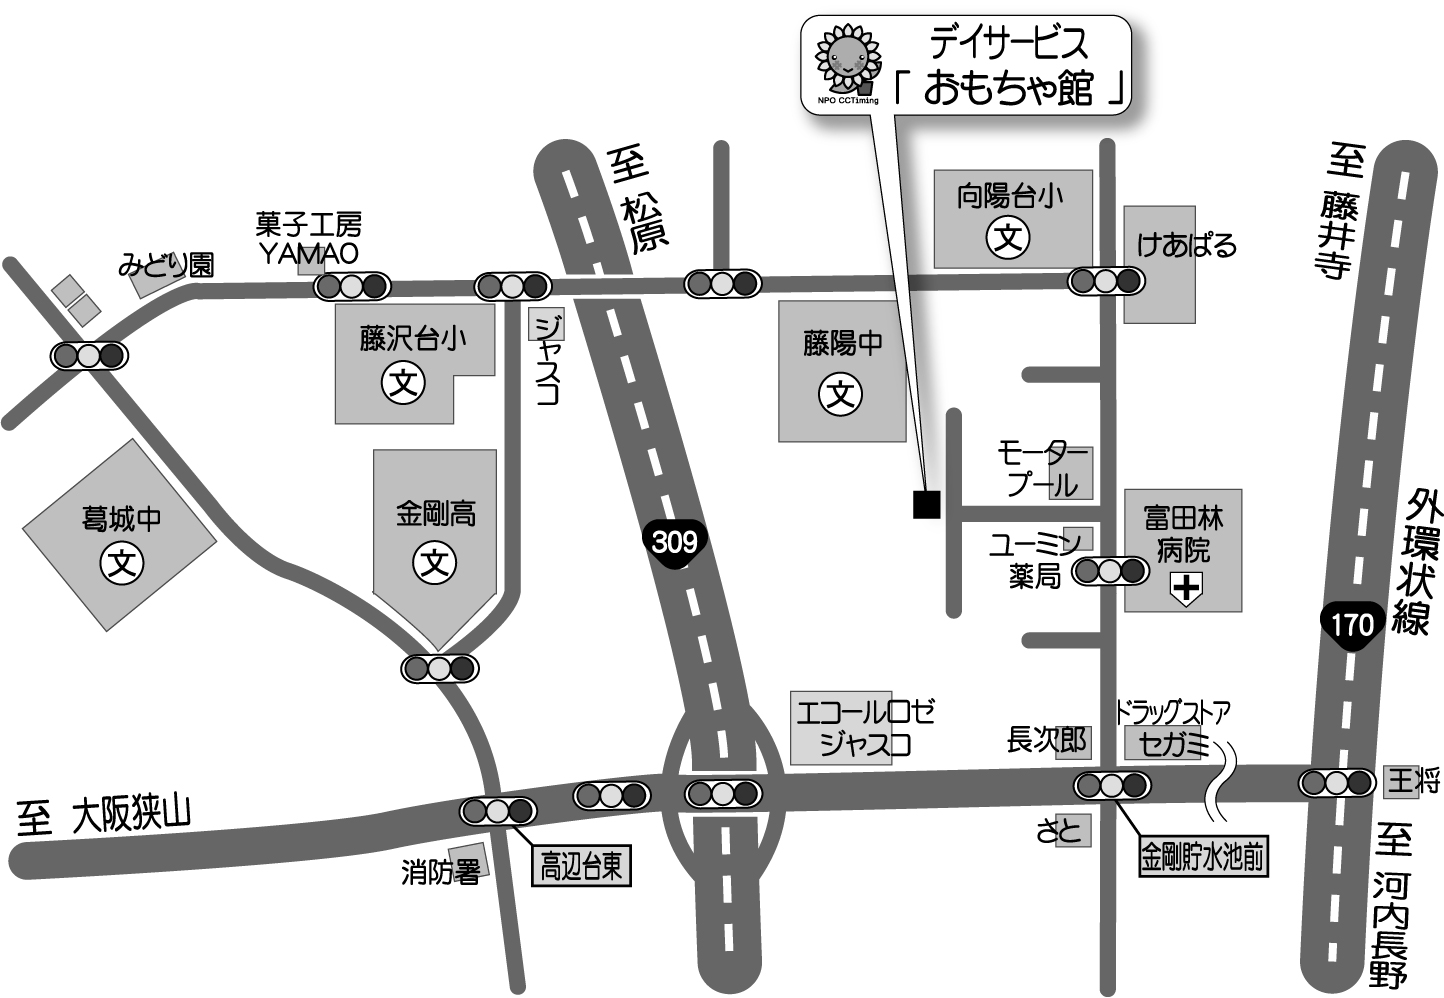 デイサービス
「おもちゃ館」
NPO CCTiming
至 松原
至 藤井寺
向陽台小
文
けあぱる
菓子工房
YAMAO
みどり園
藤沢台小
文
ジャスコ
藤陽中
文
モーター
プール
葛城中
文
金剛高
文
309
ユーミン
薬局
富田林
病院
外環状線
170
エコールロゼ
ジャスコ
長次郎
ドラッグストア
セガミ
王将
至 大阪狭山
消防署
高辺台東
さと
金剛貯水池前
至 河内長野